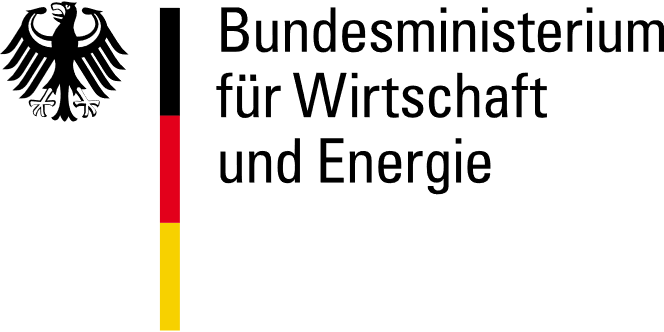 Bundesministerium
für Wirtschaft
und Energie